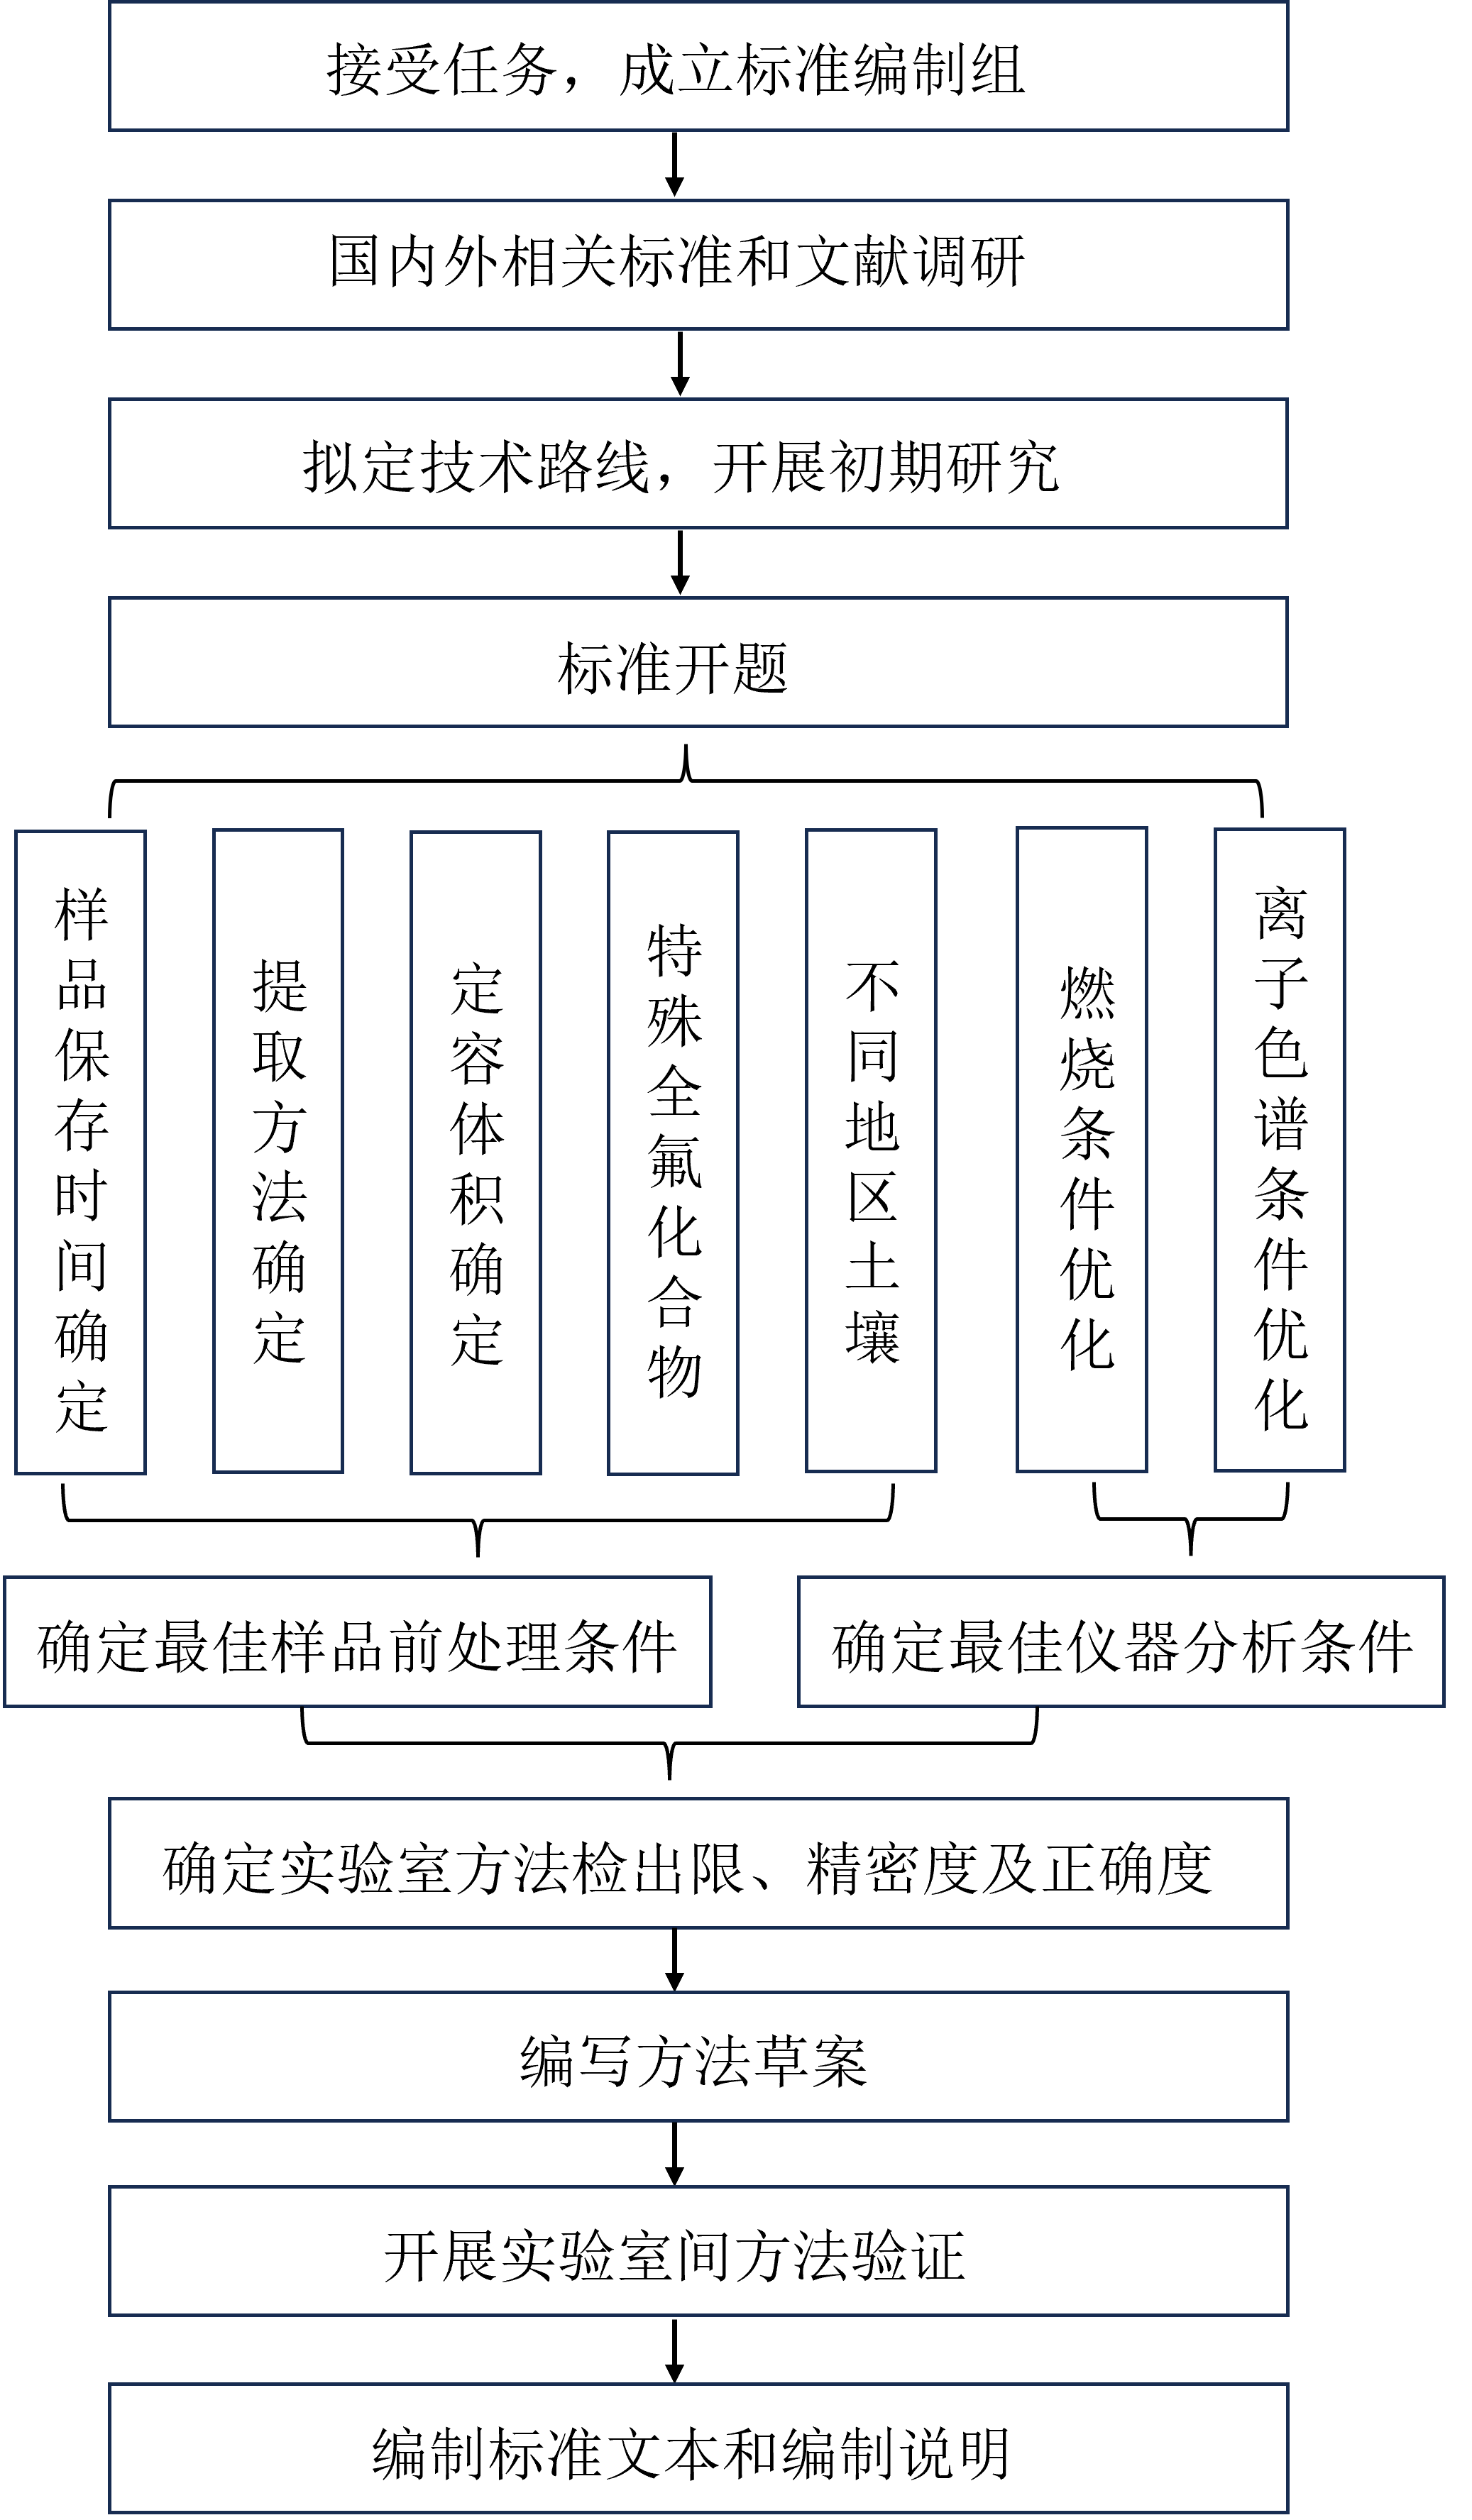 接受任务，成立标准编制组
国内外相关标准和文献调研
拟定技术路线，开展初期研究
标准开题
样品保存时间确定
提取方法确定
定容体积确定
特殊全氟化合物
不同地区土壤
燃烧条件优化
离子色谱条件优化
确定最佳样品前处理条件
确定最佳仪器分析条件
确定实验室方法检出限、精密度及正确度
编写方法草案
开展实验室间方法验证
编制标准文本和编制说明